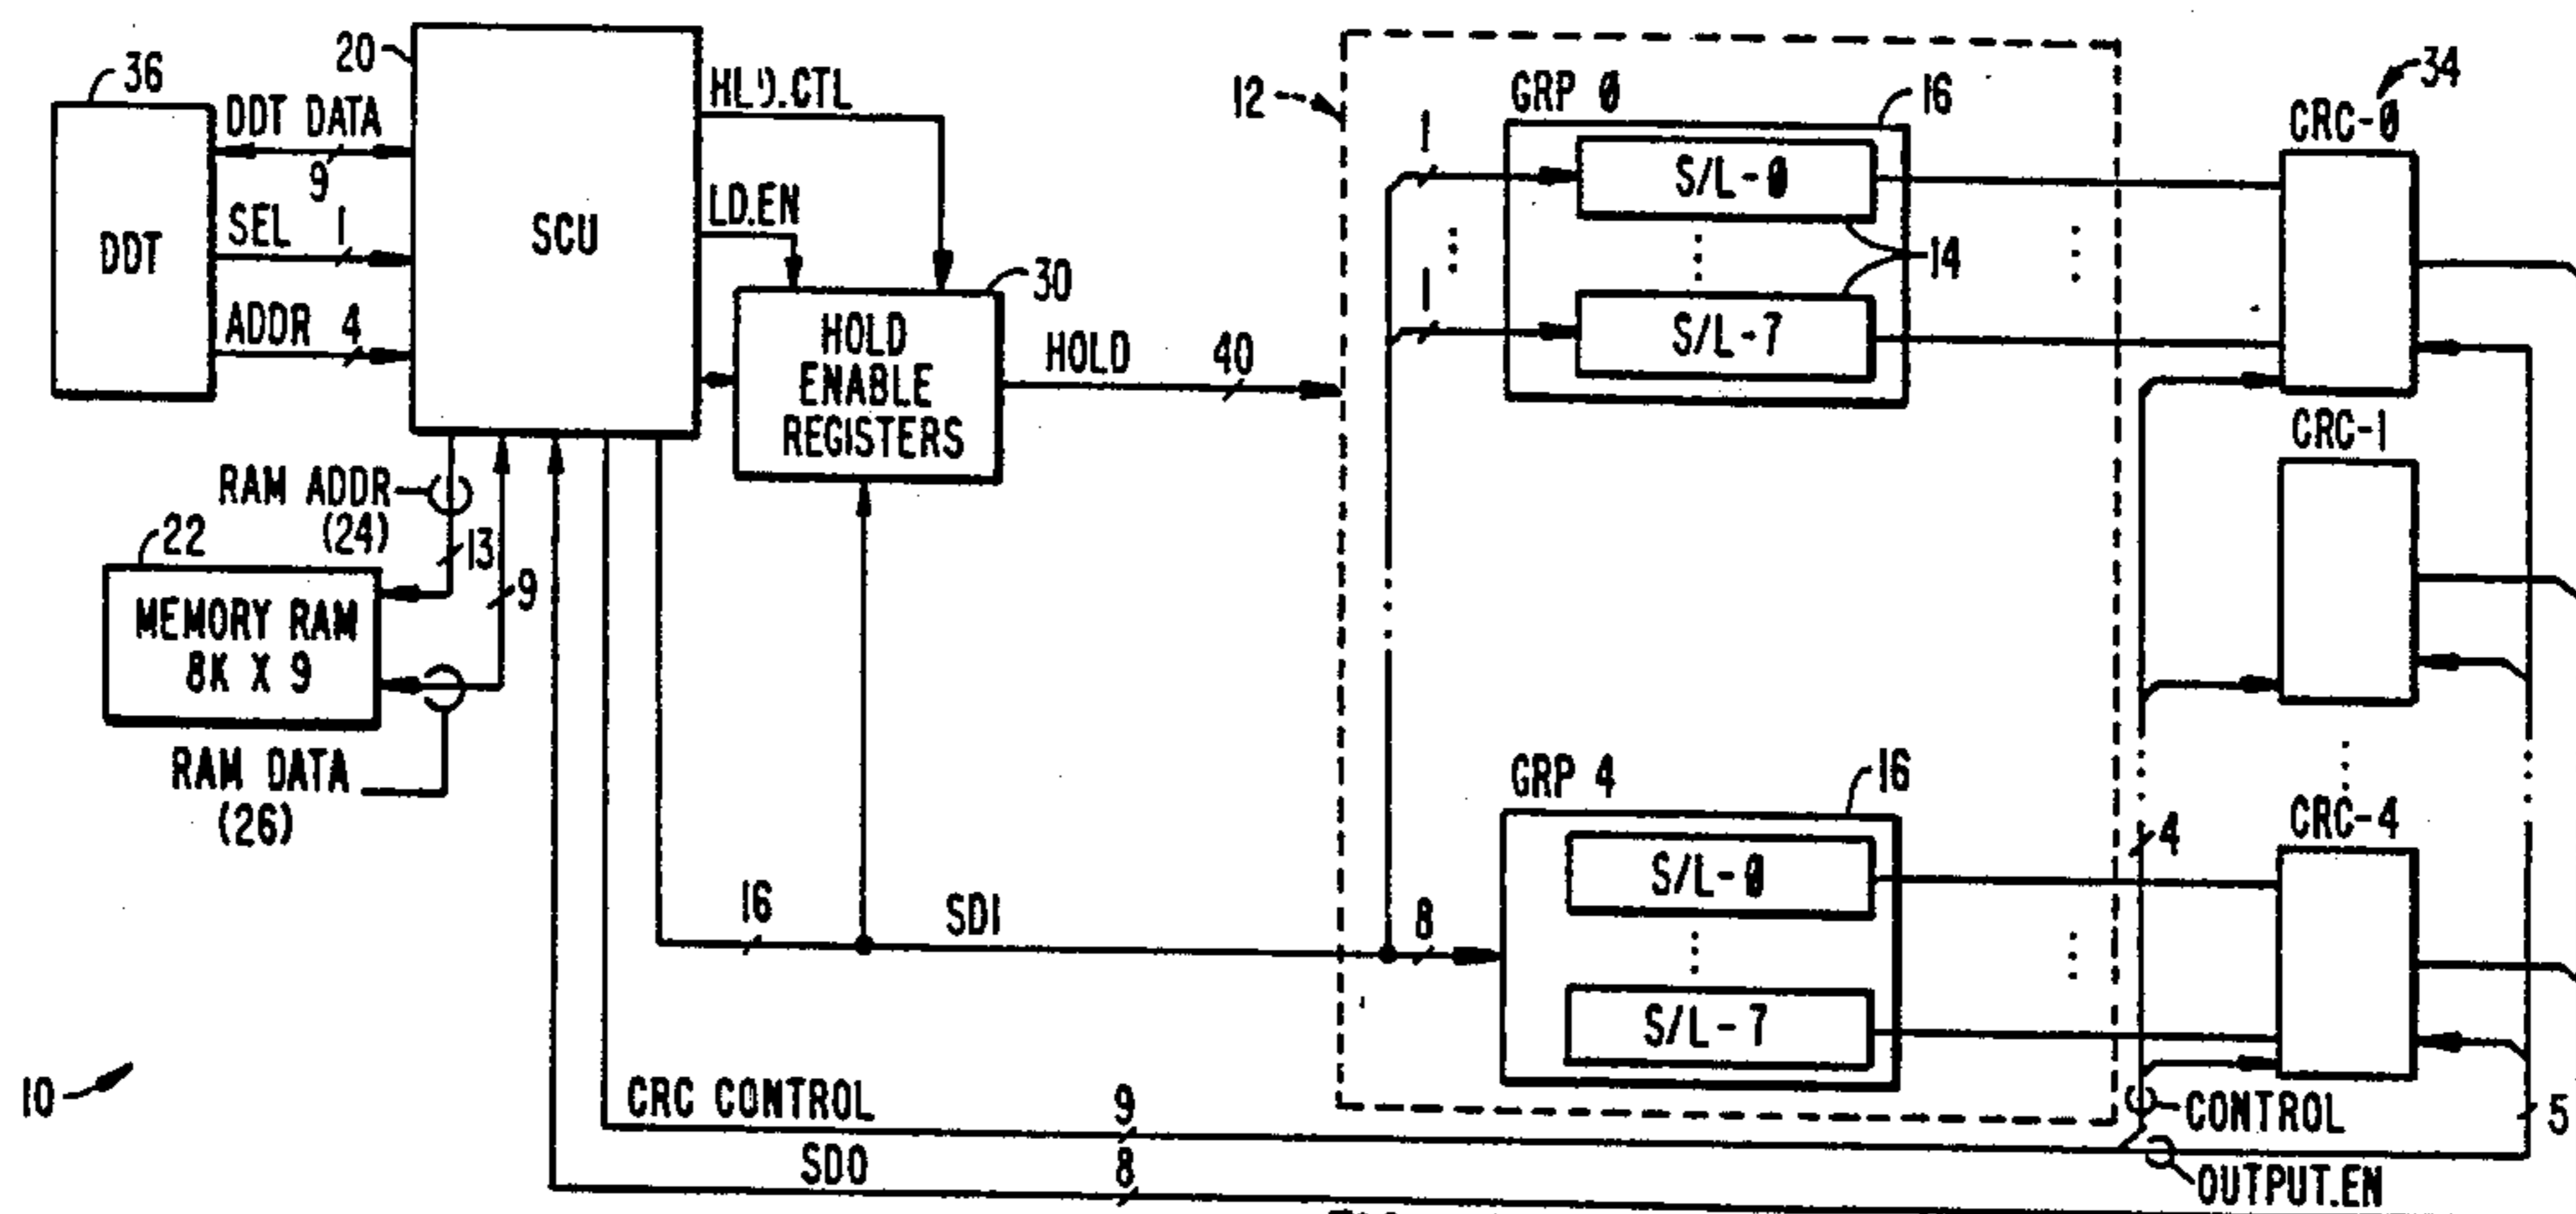 36
DDT
DDT DATA
9
SEL 1
ADDR 4
20
SCU
LD.EN
30
HOLD
ENABLE
REGISTERS
HOLD 40
RAM ADDR
(24)
13
9
22
MEMORY RAM
8K X 9
RAM DATA
(26)
16
SDI
CRC CONTROL
9
SDO
8
10
12
GRP 0
16
1
S/L-0
14
1
S/L-7
GRP 4
16
8
S/L-0
S/L-7
34
CRC-0
CRC-1
CRC-4
4
CONTROL
5
OUTPUT.EN